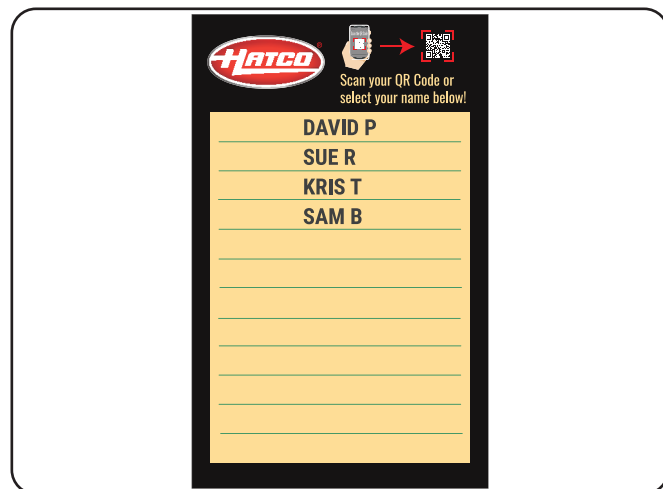 HATCO
®
Scan your QR Code or
select your name below!
DAVID P
SUE R
KRIS T
SAM B